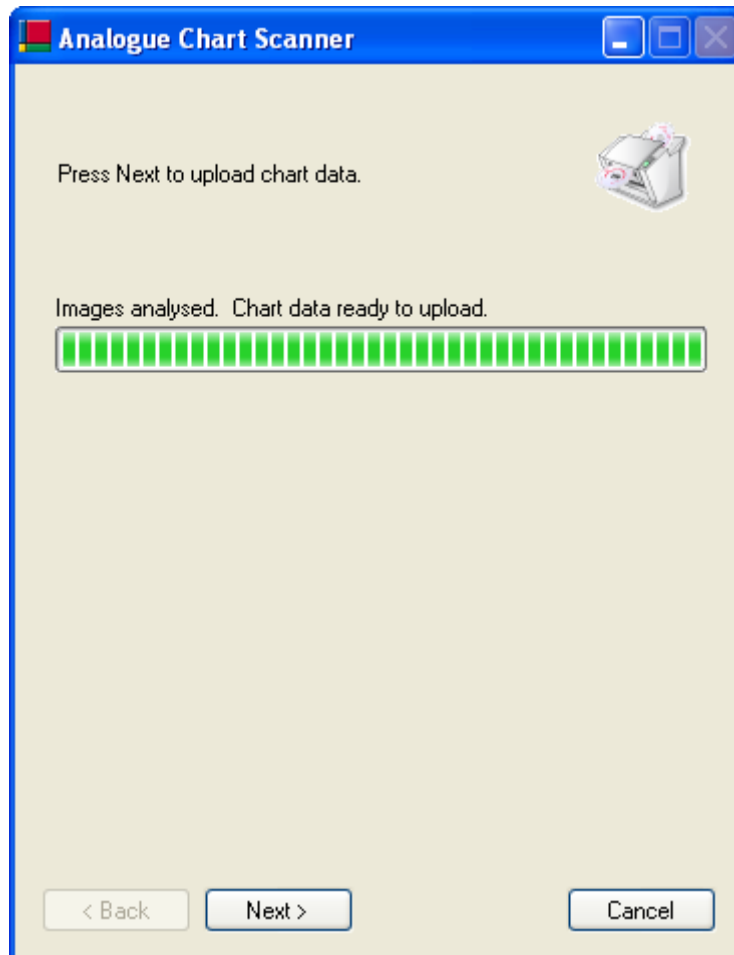 Analogue Chart Scanner
Press Next to upload chart data.
Images analysed.  Chart data ready to upload.
< Back
Next >
Cancel